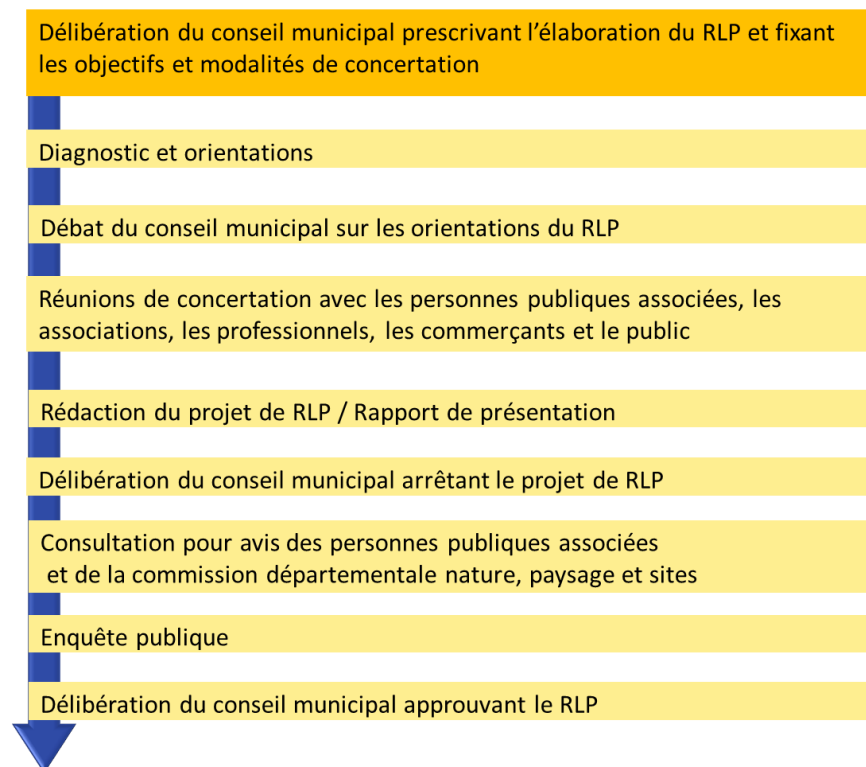 Délibération du conseil municipal prescrivant l'élaboration du RLP et fixant
les objectifs et modalités de concertation
Diagnostic et orientations
Débat du conseil municipal sur les orientations du RLP
Réunions de concertation avec les personnes publiques associées, les
associations, les professionnels, les commerçants et le public
Rédaction du projet de RLP / Rapport de présentation
Délibération du conseil municipal arrêtant le projet de RLP
Consultation pour avis des personnes publiques associées
et de la commission départementale nature, paysage et sites
Enquête publique
Délibération du conseil municipal approuvant le RLP